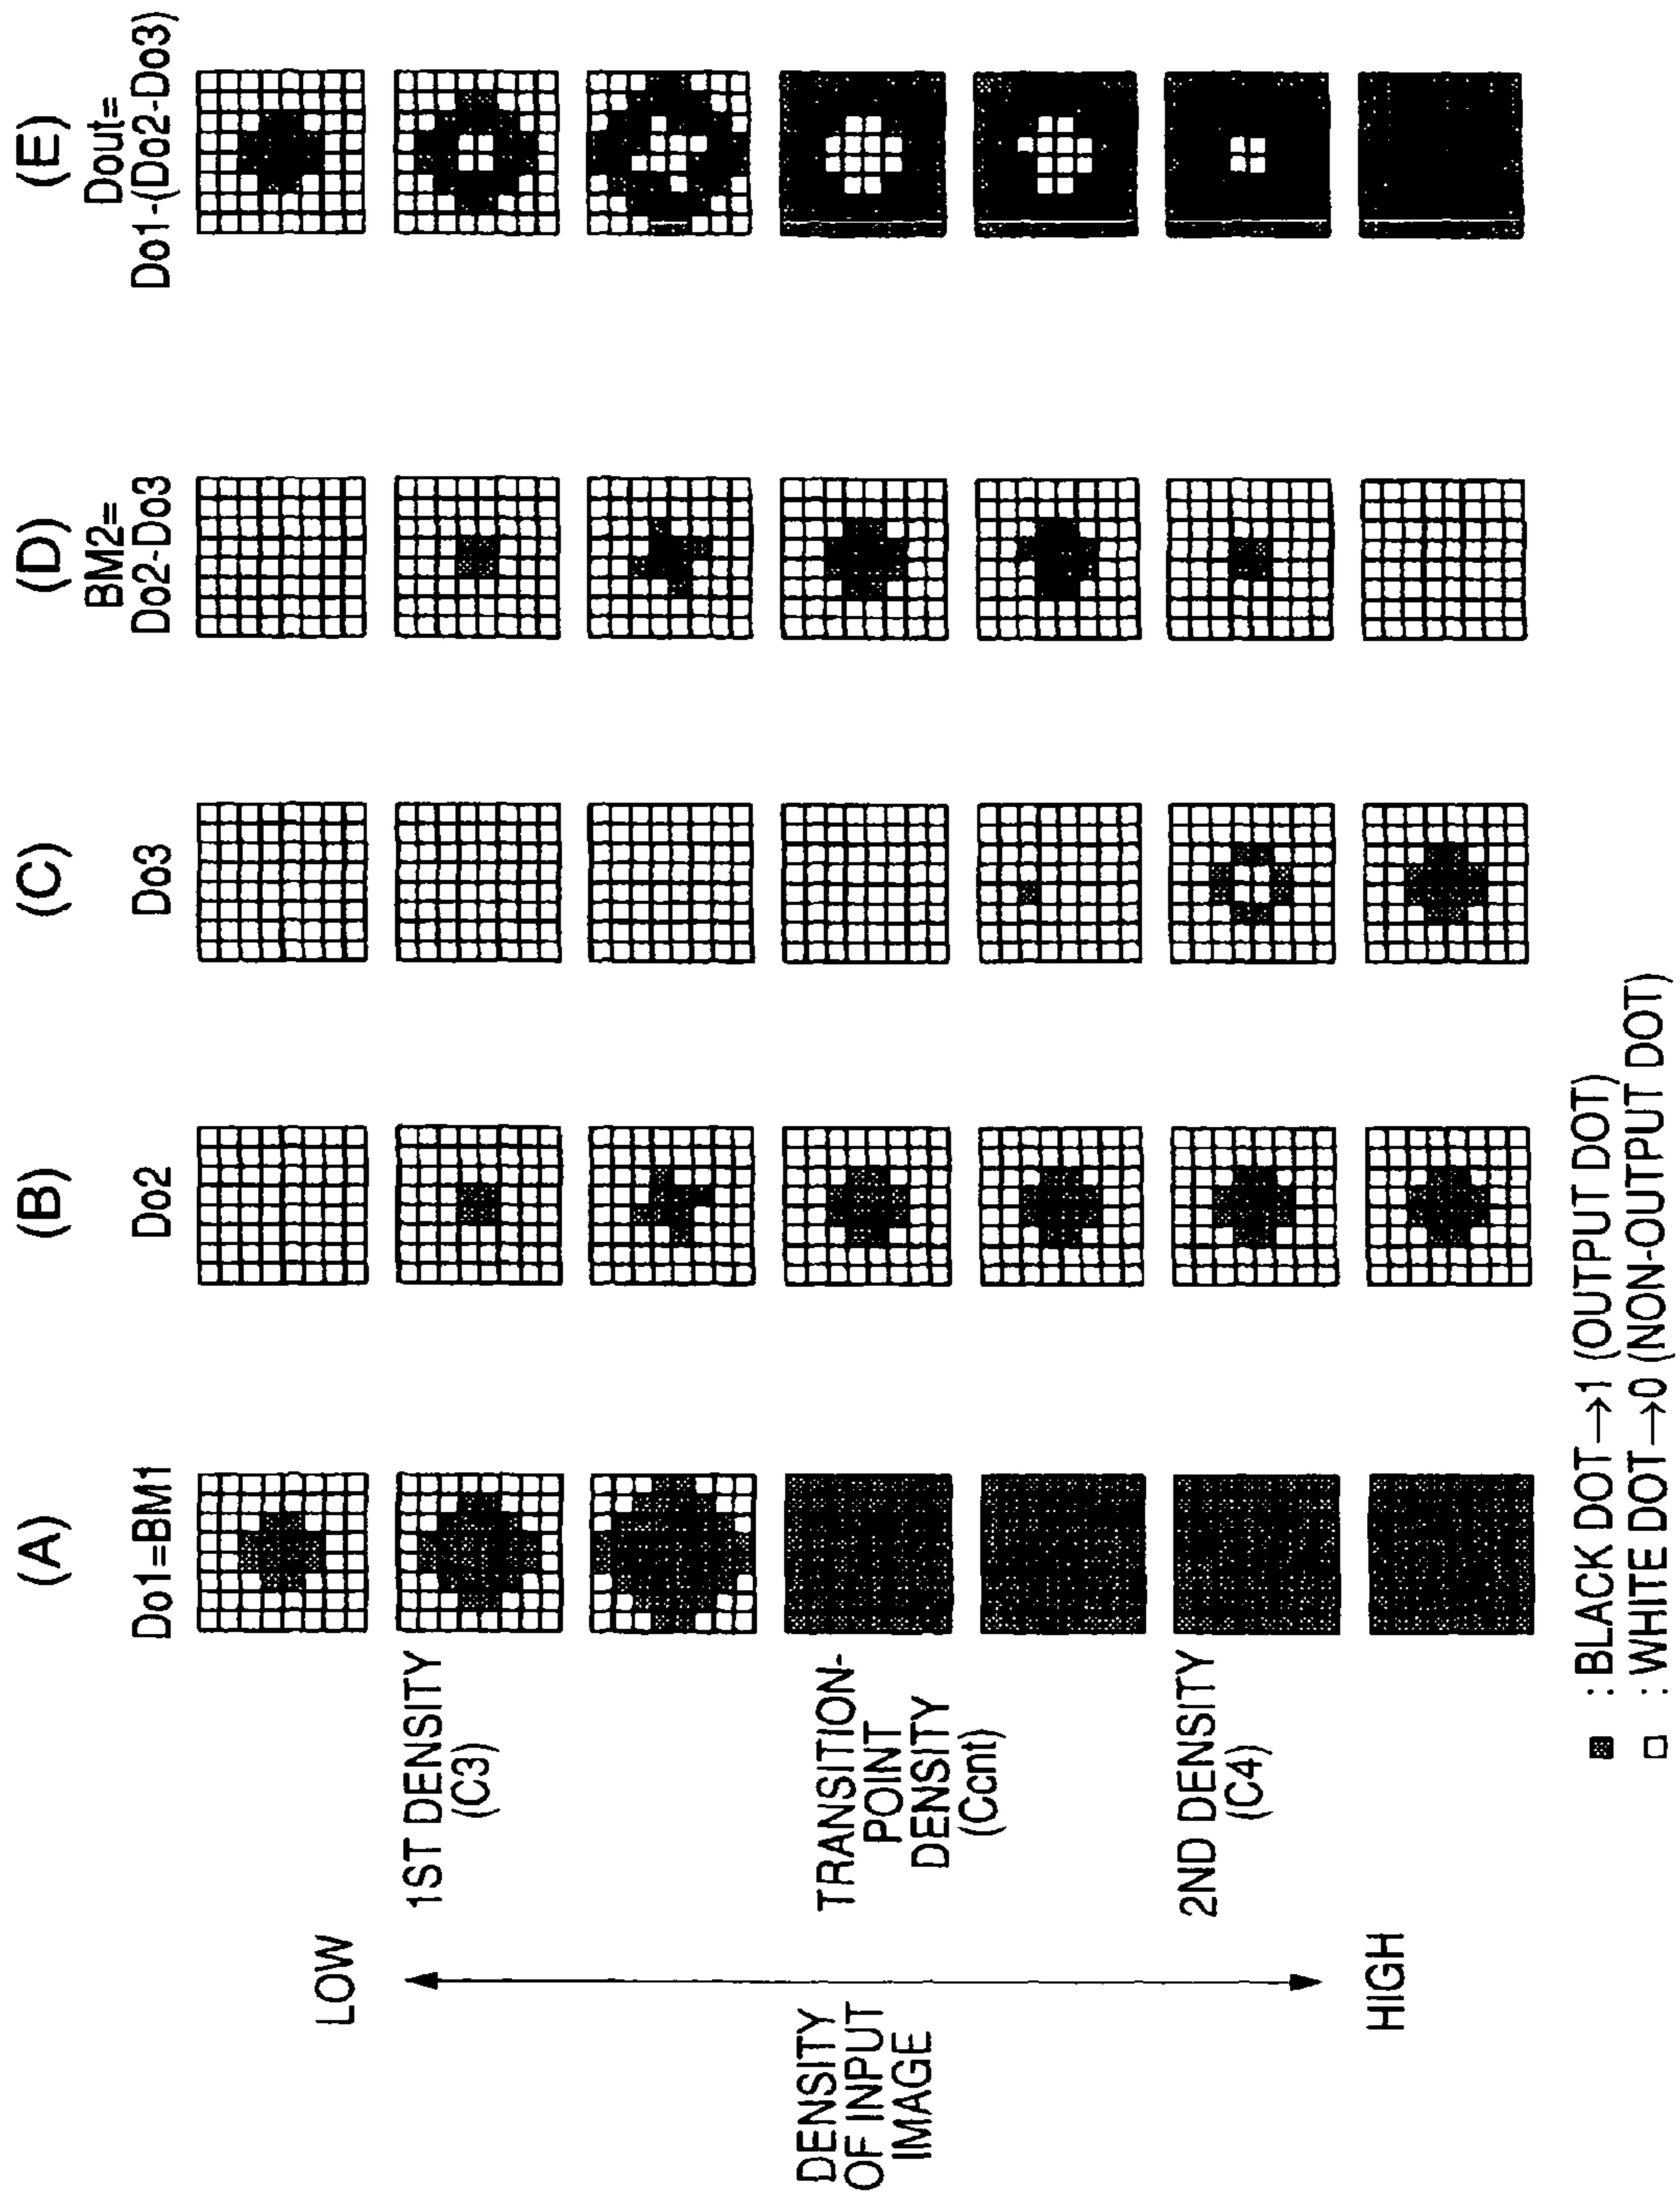 (A)
Do1=BM1
(B)
Do2
(C)
Do3
(D)
BM2=
Do2-Do3
(E)
Dout=
Do1-(Do2-Do3)
LOW
DENSITY
OF INPUT
IMAGE
HIGH
1ST DENSITY
(C3)
TRANSITION-
POINT
DENSITY
(Ccnt)
2ND DENSITY
(C4)
: BLACK DOT→1 (OUTPUT DOT)
: WHITE DOT→0 (NON-OUTPUT DOT)